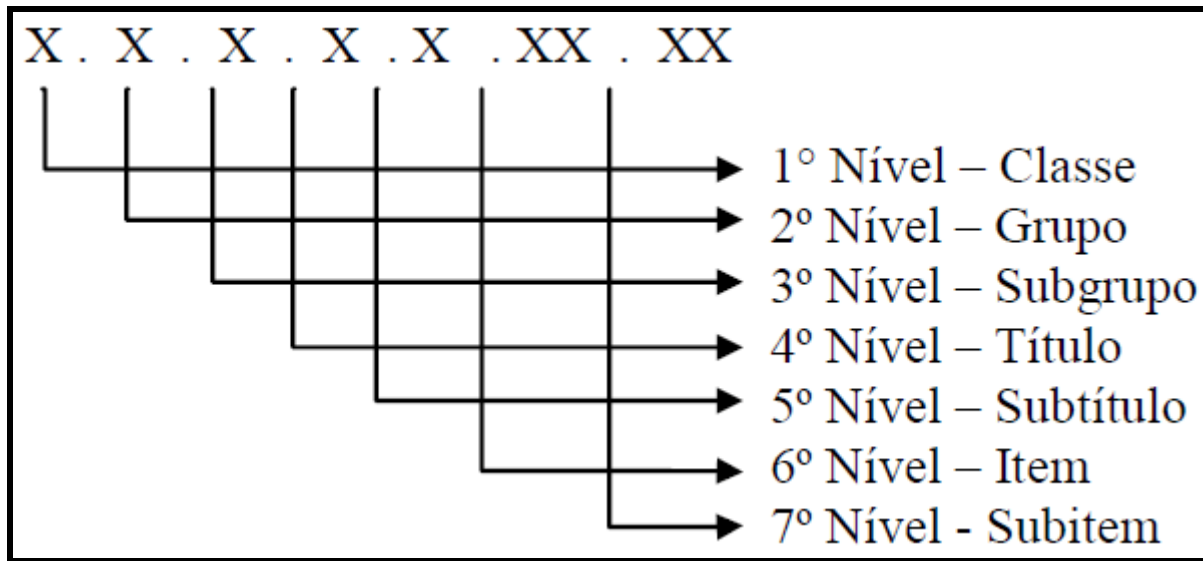 X . X . X . X . X . XX . XX
1° Nível – Classe
2º Nível – Grupo
3º Nível – Subgrupo
4º Nível – Título
5º Nível – Subtítulo
6º Nível – Item
7º Nível - Subitem